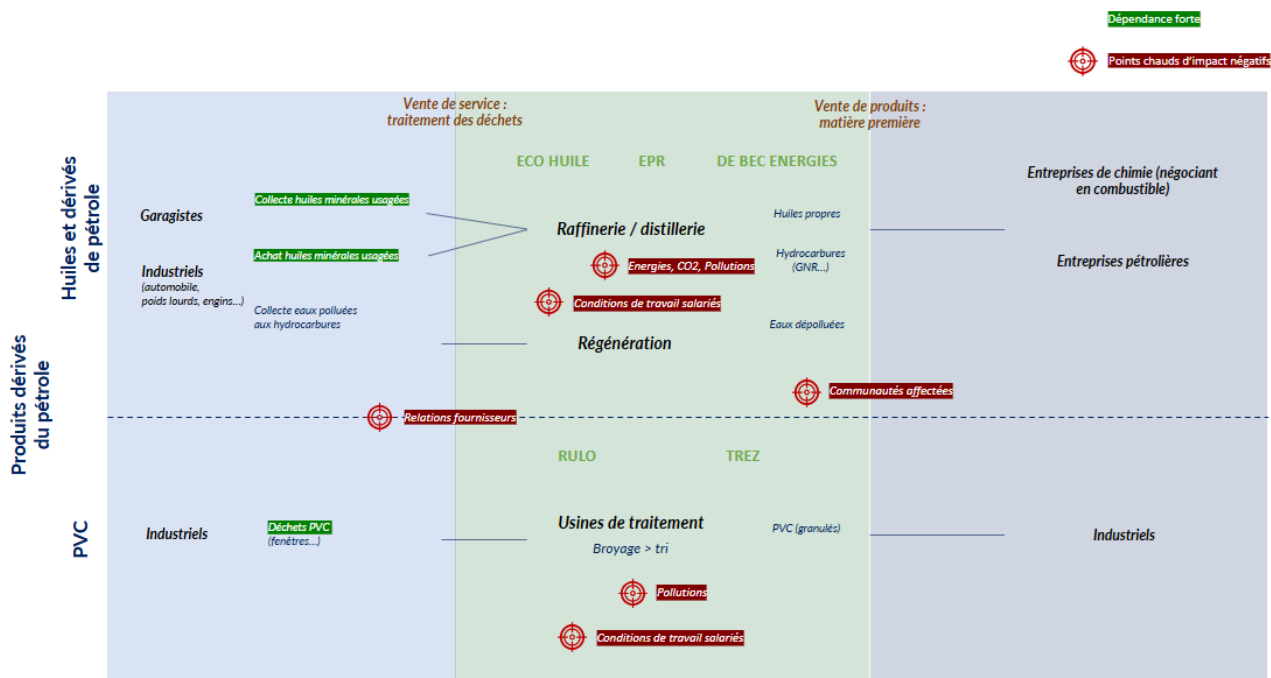 Dépendance forte
Points chauds d'impact négatifs
Vente de service :
traitement des déchets
Vente de produits :
matière première
Produits dérivés
du pétrole
Huiles et dérivés
de pétrole
ECO HUILE
EPR
DE BEC ENERGIES
Garagistes
Collecte huiles minérales usagées
Achat huiles minérales usagées
Industriels
(automobile,
poids lourds, engins...)
Collecte eaux polluées
aux hydrocarbures
Raffinerie / distillerie
Energies, CO2, Pollutions
Conditions de travail salariés
Régénération
Huiles propres
Hydrocarbures
(GNR...)
Eaux dépolluées
Communautés affectées
Entreprises de chimie (négociant
en combustible)
Entreprises pétrolières
Relations fournisseurs
PVC
RULO
TREZ
Industriels
Déchets PVC
(fenêtres...)
Usines de traitement
Broyage > tri
PVC (granulés)
Industriels
Pollutions
Conditions de travail salariés